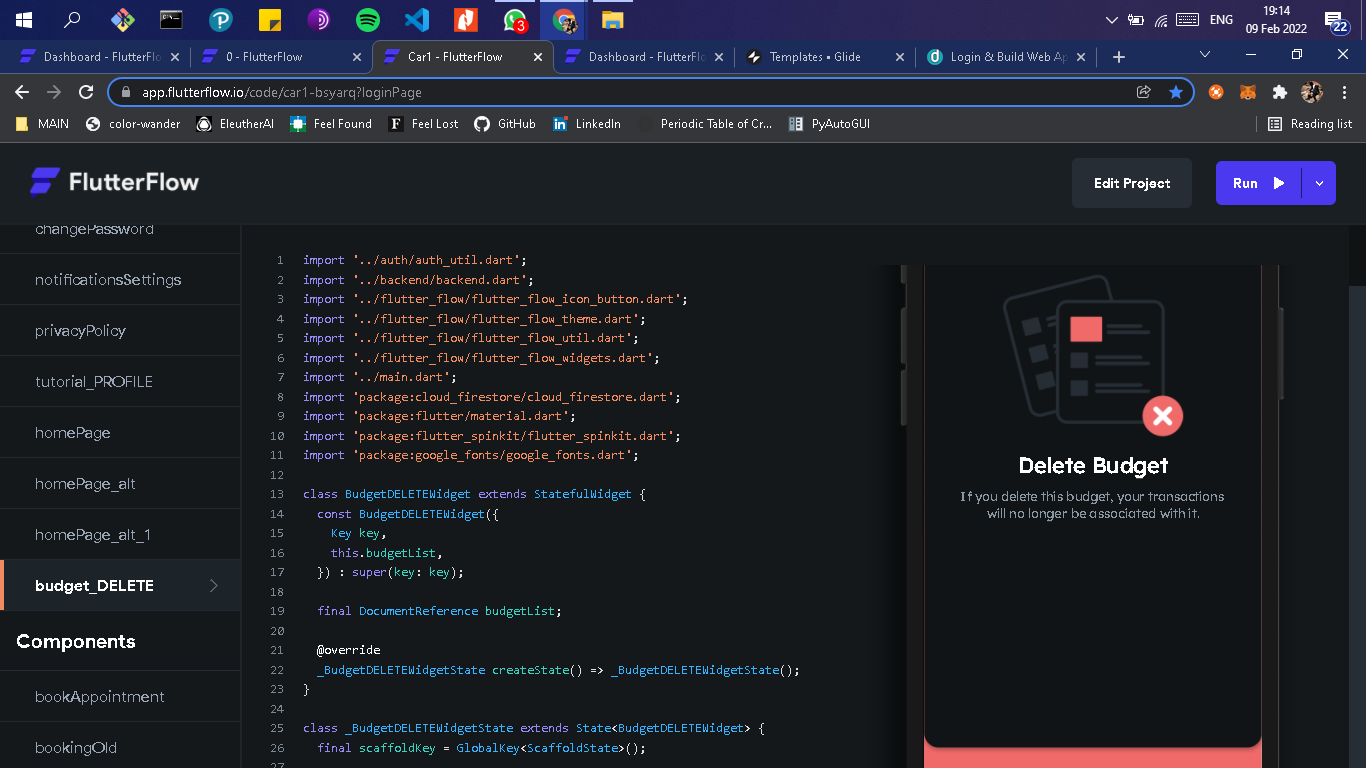 3
ENG
19:14
09 Feb 2022
22
Dashboard - FlutterFlo
0 - FlutterFlow
Car1 - FlutterFlow
Dashboard - FlutterFlo
Templates • Glide
Login & Build Web Ap
app.flutterflow.io/code/car1-bsyarq?loginPage
MAIN
color-wander
EleutherAI
Feel Found
Feel Lost
GitHub
LinkedIn
Periodic Table of Cr...
PyAutoGUI
Reading list
FlutterFlow
Edit Project
Run
changePassword
notificationsSettings
privacyPolicy
tutorial_PROFILE
homePage
homePage_alt
homePage_alt_1
budget_DELETE
Components
bookAppointment
bookingOld
1 import '../auth/auth_util.dart';
2 import '../backend/backend.dart';
3 import '../flutter_flow/flutter_flow_icon_button.dart';
4 import '../flutter_flow/flutter_flow_theme.dart';
5 import '../flutter_flow/flutter_flow_util.dart';
6 import '../flutter_flow/flutter_flow_widgets.dart';
7 import '../main.dart';
8 import 'package:cloud_firestore/cloud_firestore.dart';
9 import 'package:flutter/material.dart';
10 import 'package:flutter_spinkit/flutter_spinkit.dart';
11 import 'package:google_fonts/google_fonts.dart';
12
13 class BudgetDELETEWidget extends StatefulWidget {
14 const BudgetDELETEWidget({
15 Key key,
16 this.budgetList,
17 }) : super(key: key);
18
19 final DocumentReference budgetList;
20
21 @override
22 _BudgetDELETEWidgetState createState() => _BudgetDELETEWidgetState();
23 }
24
25 class _BudgetDELETEWidgetState extends State<BudgetDELETEWidget> {
26 final scaffoldKey = GlobalKey<ScaffoldState>();
27
Delete Budget
If you delete this budget, your transactions
will no longer be associated with it.